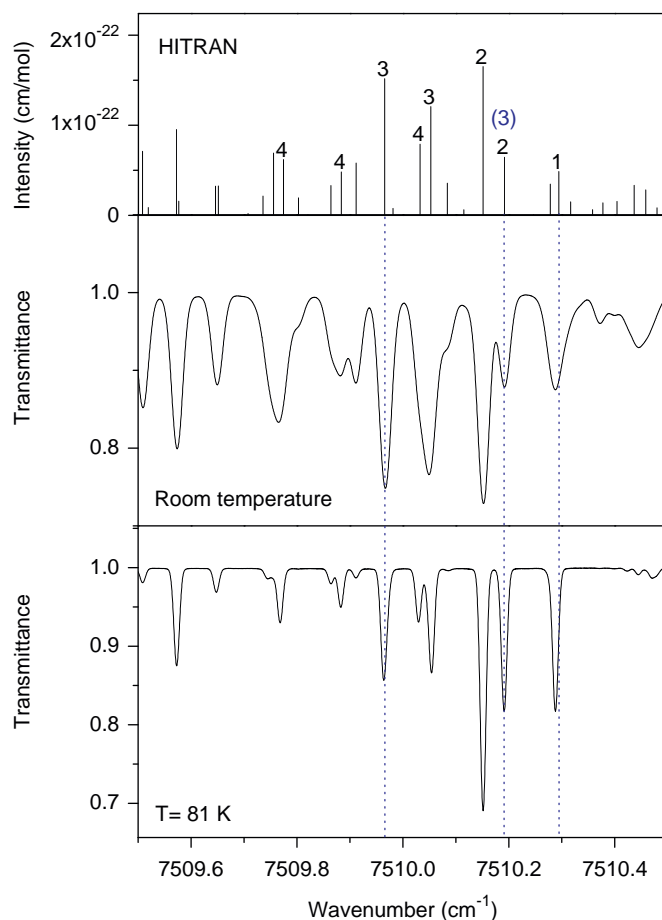 2x10-22
HITRAN
Intensity (cm/mol)
1x10-22
0
4
4
3
4
3
2
(3)
2
1
1.0
Transmittance
0.8
Room temperature
1.0
0.9
Transmittance
0.8
0.7
T= 81 K
7509.6 7509.8 7510.0 7510.2 7510.4
Wavenumber (cm-1)